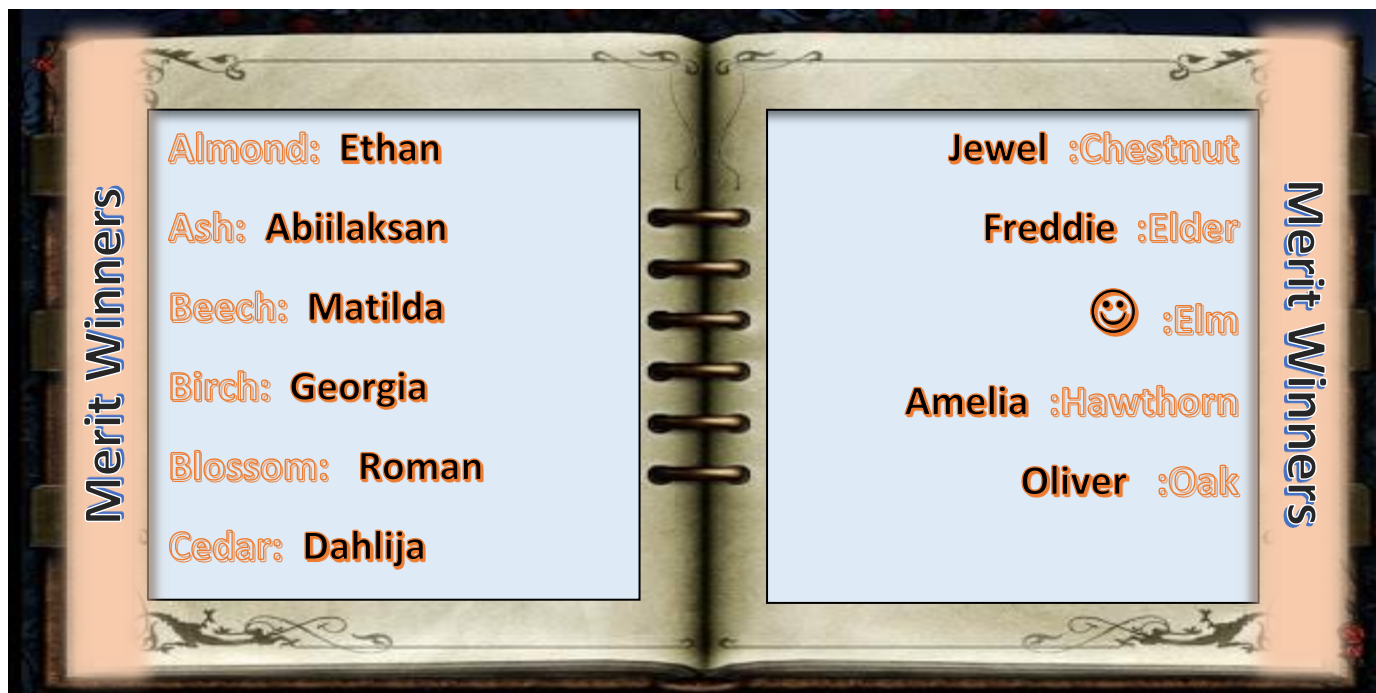 Merit Winners
Almond: Ethan
Ash: Abiilaksan
Beech: Matilda
Birch: Georgia
Blossom: Roman
Cedar: Dahlija
Jewel :Chestnut
Freddie :Elder
☺ :Elm
Amelia :Hawthorn
Oliver :Oak
Merit Winners